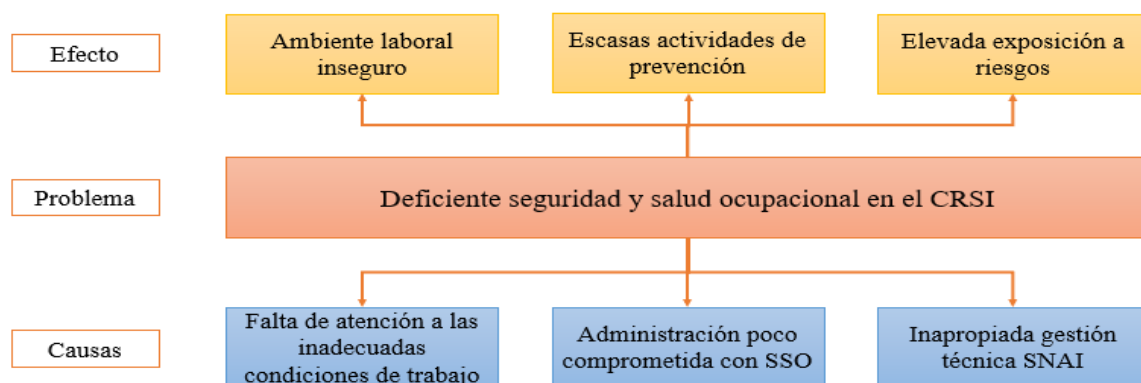 Efecto
Ambiente laboral
inseguro
Escasas actividades de
prevención
Elevada exposición a
riesgos
Problema
Deficiente seguridad y salud ocupacional en el CRSI
Causas
Falta de atención a las
inadecuadas
condiciones de trabajo
Administración poco
comprometida con SSO
Inapropiada gestión
técnica SNAI